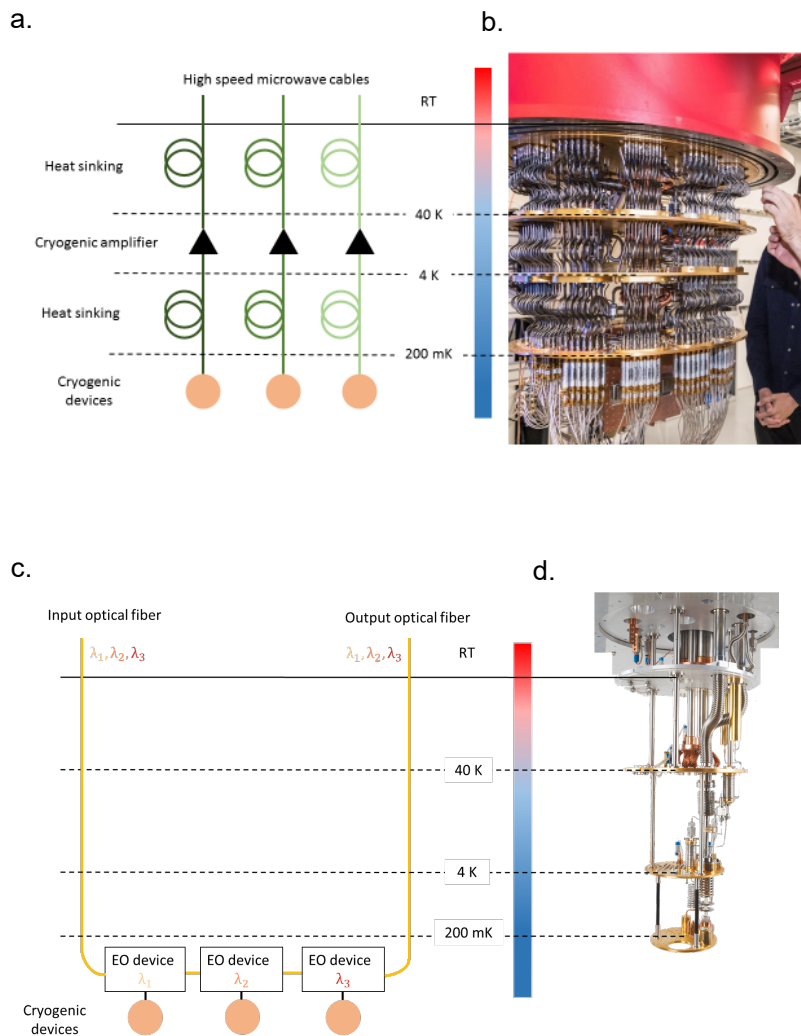 a.
b.
High speed microwave cables
RT
Heat sinking
40 K
Cryogenic amplifier
4 K
Heat sinking
200 mK
Cryogenic
devices
c.
d.
Input optical fiber
Output optical fiber
λ₁, λ₂, λ₃
λ₁, λ₂, λ₃
RT
40 K
4 K
200 mK
EO device
λ₁
EO device
λ₂
EO device
λ₃
Cryogenic
devices